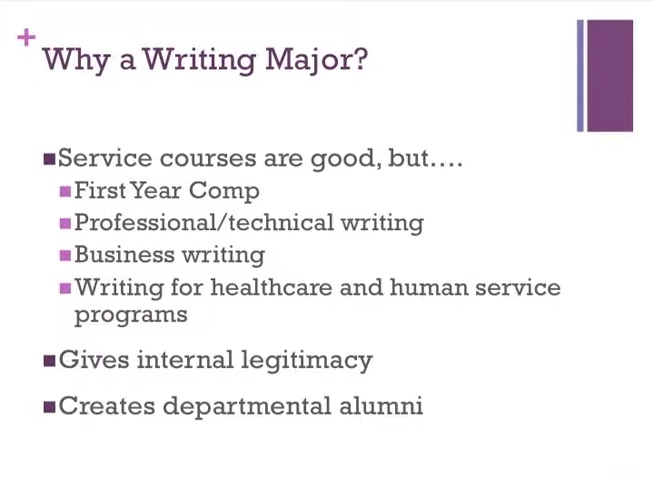 +
Why a Writing Major?
Service courses are good, but….
First Year Comp
Professional/technical writing
Business writing
Writing for healthcare and human service
programs
Gives internal legitimacy
Creates departmental alumni